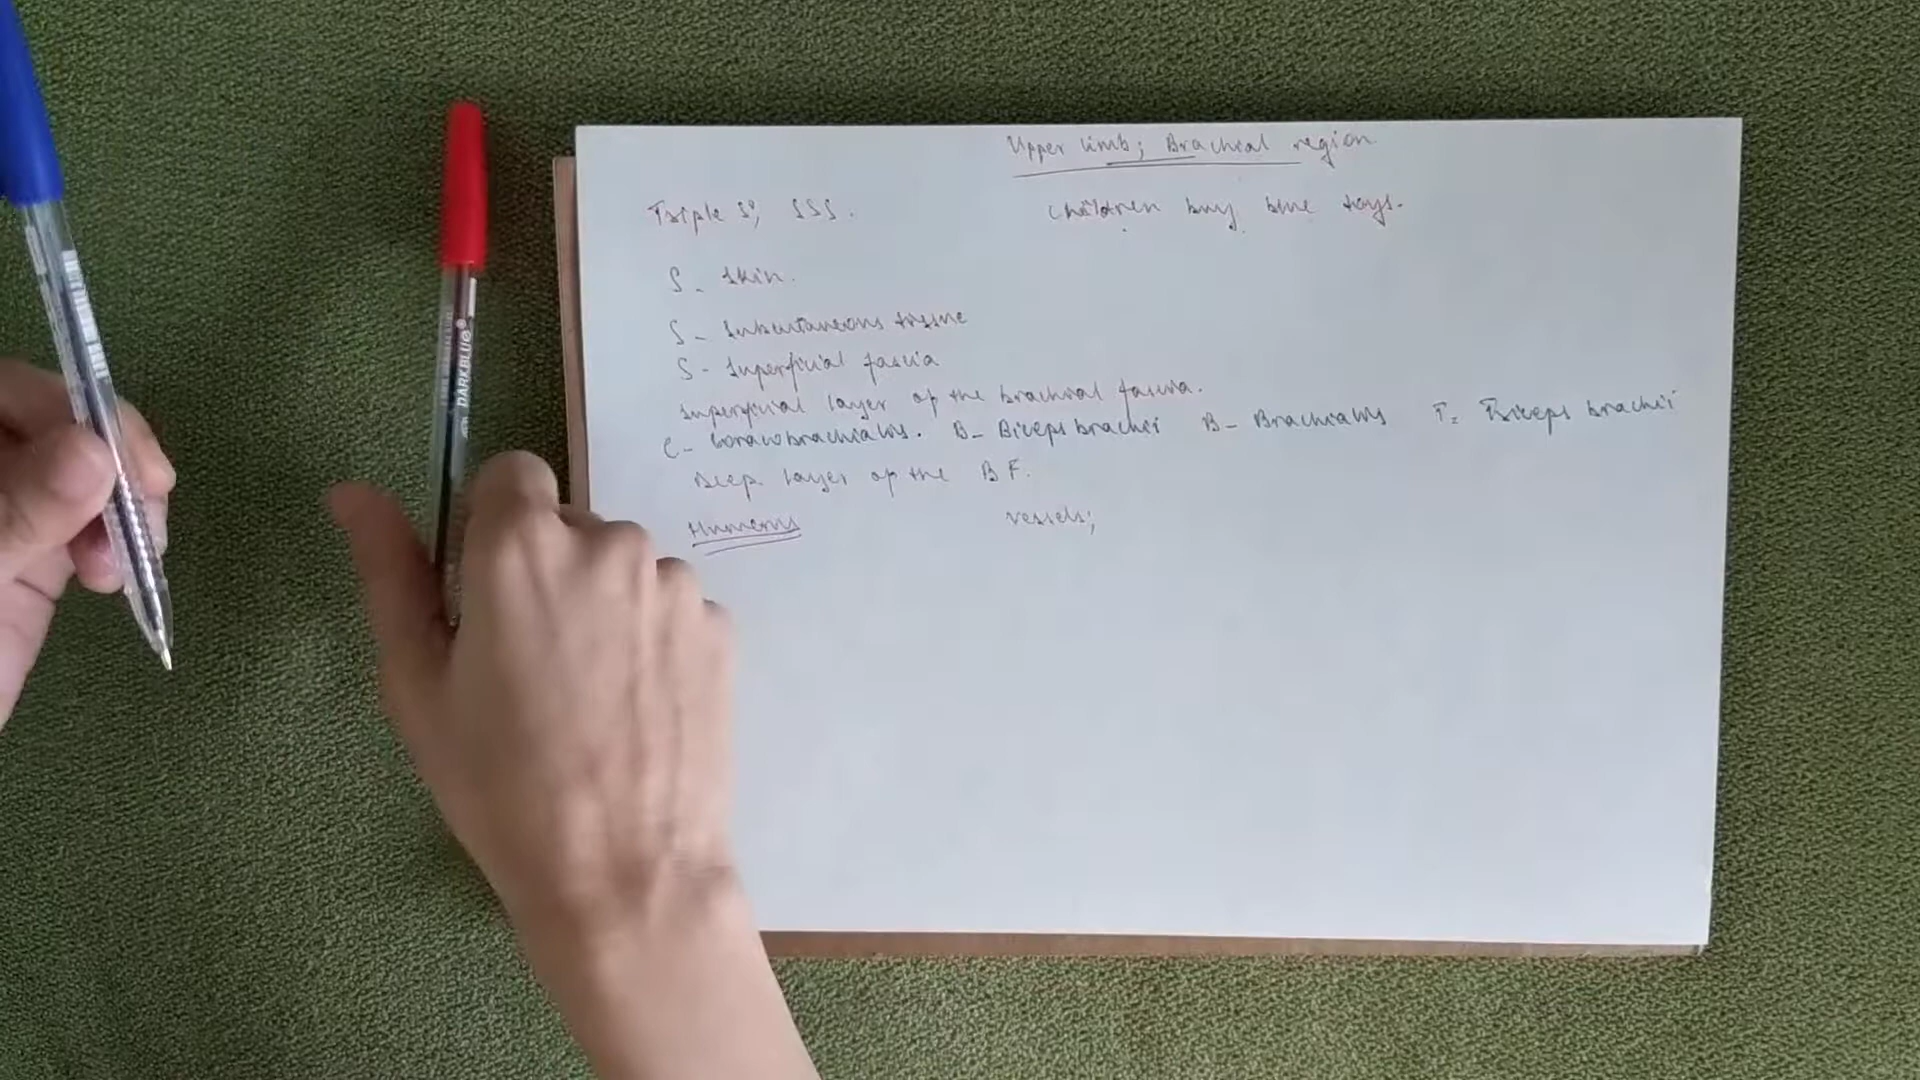 Upper limb; Brachial region
Triple S; SSS.
children buy blue toys.
S - skin.
S - subcutaneous tissue
S - superficial fascia
superficial layer of the brachial fascia.
C - coracobrachialis. B - Biceps brachii B - Brachialis T = Triceps brachii
Deep layer of the BF.
Humerus
vessels;
DARKBLUE